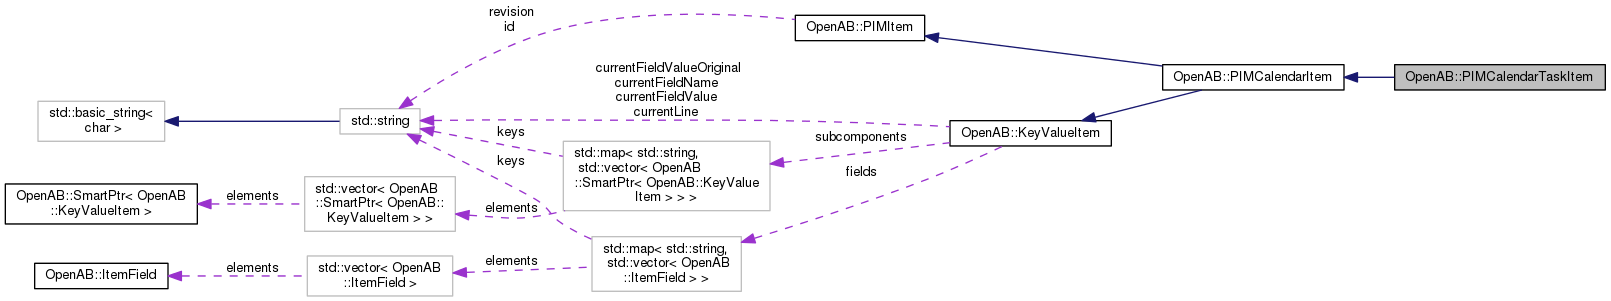 revision
id
OpenAB::PIMItem
currentFieldValueOriginal
currentFieldName
currentFieldValue
currentLine
OpenAB::PIMCalendarItem
OpenAB::PIMCalendarTaskItem
std::basic_string<
char >
std::string
keys
keys
std::map< std::string,
std::vector< OpenAB
::SmartPtr< OpenAB::KeyValue
Item > > >
subcomponents
OpenAB::KeyValueItem
fields
OpenAB::SmartPtr< OpenAB
::KeyValueItem >
elements
std::vector< OpenAB
::SmartPtr< OpenAB::
KeyValueItem > >
elements
std::map< std::string,
std::vector< OpenAB
::ItemField > >
OpenAB::ItemField
elements
std::vector< OpenAB
::ItemField >
elements